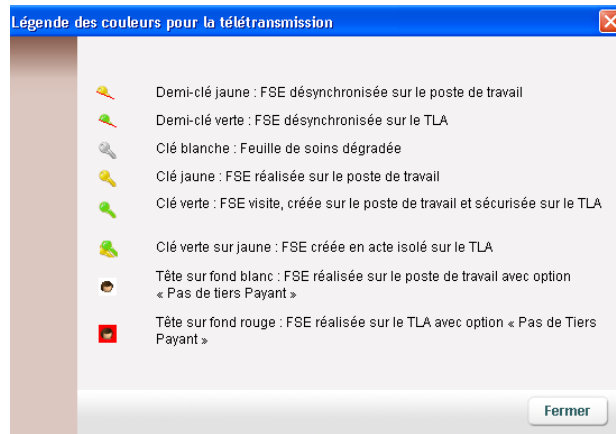 Légende des couleurs pour la télétransmission
Demi-clé jaune : FSE désynchronisée sur le poste de travail
Demi-clé verte : FSE désynchronisée sur le TLA
Clé blanche : Feuille de soins dégradée
Clé jaune : FSE réalisée sur le poste de travail
Clé verte : FSE visite, créée sur le poste de travail et sécurisée sur le TLA
Clé verte sur jaune : FSE créée en acte isolé sur le TLA
Tête sur fond blanc : FSE réalisée sur le poste de travail avec option
« Pas de tiers Payant »
Tête sur fond rouge : FSE réalisée sur le TLA avec option « Pas de Tiers
Payant »
Fermer